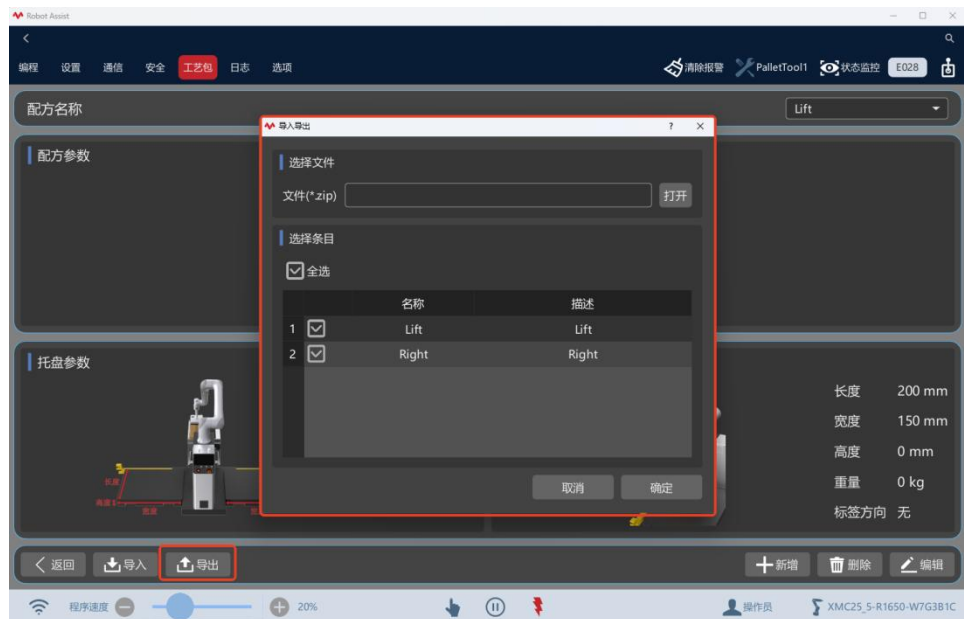 Robot Assist
编程 设置 通信 安全 工艺包 日志 选项 清除报警 PalletTool1 状态监控 E028
配方名称 Lift
导入导出 ?
配方参数
选择文件
文件(*.zip) 打开
选择条目
全选
名称 描述
1 Lift Lift
2 Right Right
托盘参数
长度 200 mm
宽度 150 mm
高度 0 mm
重量 0 kg
标签方向 无
长度
宽度
取消 确定
返回 导入 导出 新增 删除 编辑
程序速度 20% 操作员 XMC25_5-R1650-W7G3B1C